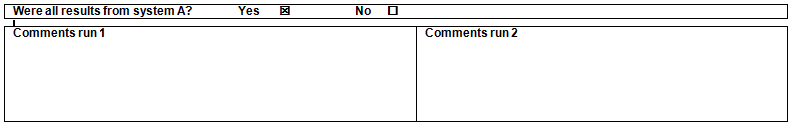 Were all results from system A? Yes ☒ No ☐
Comments run 1
Comments run 2